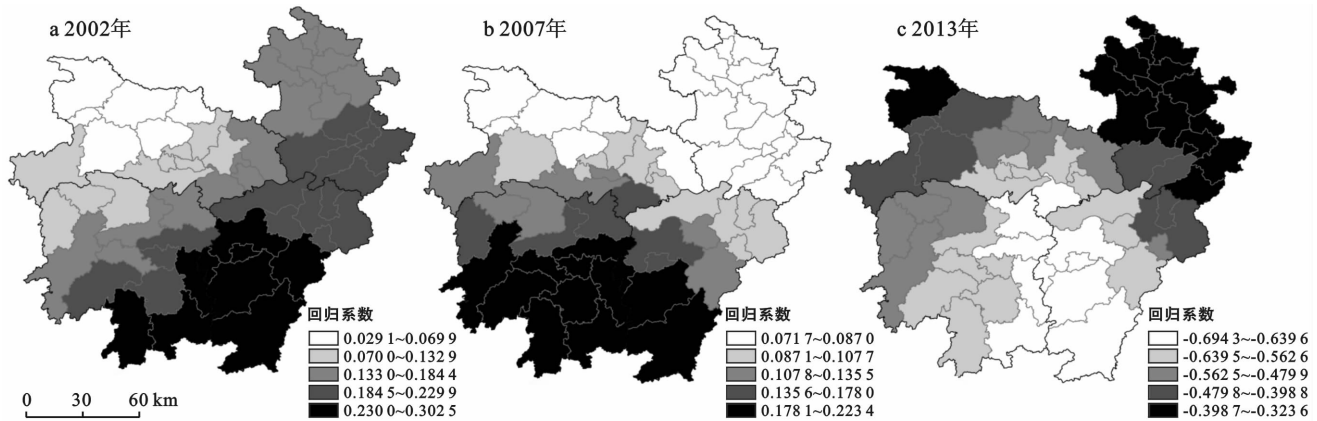 a 2002年
b 2007年
c 2013年
回归系数
0.029 1~0.069 9
0.070 0~0.132 9
0.133 0~0.184 4
0.184 5~0.229 9
0.230 0~0.302 5
回归系数
0.071 7~0.087 0
0.087 1~0.107 7
0.107 8~0.135 5
0.135 6~0.178 0
0.178 1~0.223 4
回归系数
-0.694 3~-0.639 6
-0.639 5~-0.562 6
-0.562 5~-0.479 9
-0.479 8~-0.398 8
-0.398 7~-0.323 6
0 30 60 km